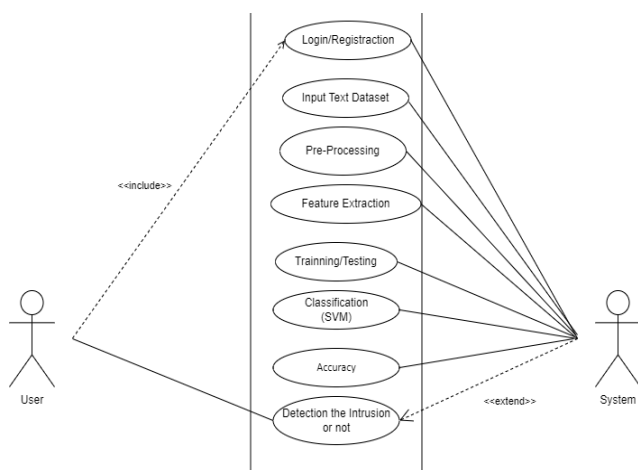 Login/Registraction
Input Text Dataset
Pre-Processing
<<include>>
Feature Extraction
Trainning/Testing
Classification
(SVM)
Accuracy
User
<<extend>>
System
Detection the Intrusion
or not